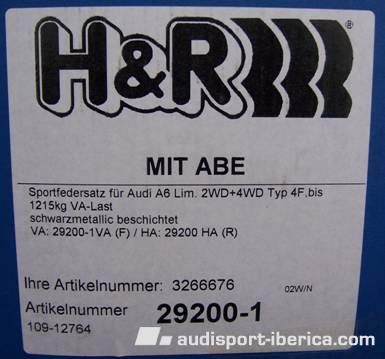 H&R®
MIT ABE
Sportfedersatz für Audi A6 Lim. 2WD+4WD Typ 4F,bis
1215kg VA-Last
schwarzmetallic beschichtet
VA: 29200-1VA (F) / HA: 29200 HA (R)
Ihre Artikelnummer: 3266676 02W/N
Artikelnummer 29200-1
109-12764
audisport-iberica.com